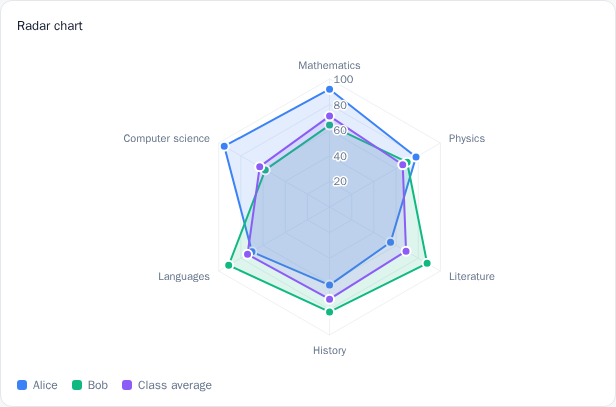 Radar chart
Mathematics
100
80
60
40
20
Computer science
Physics
Languages
Literature
History
Alice
Bob
Class average